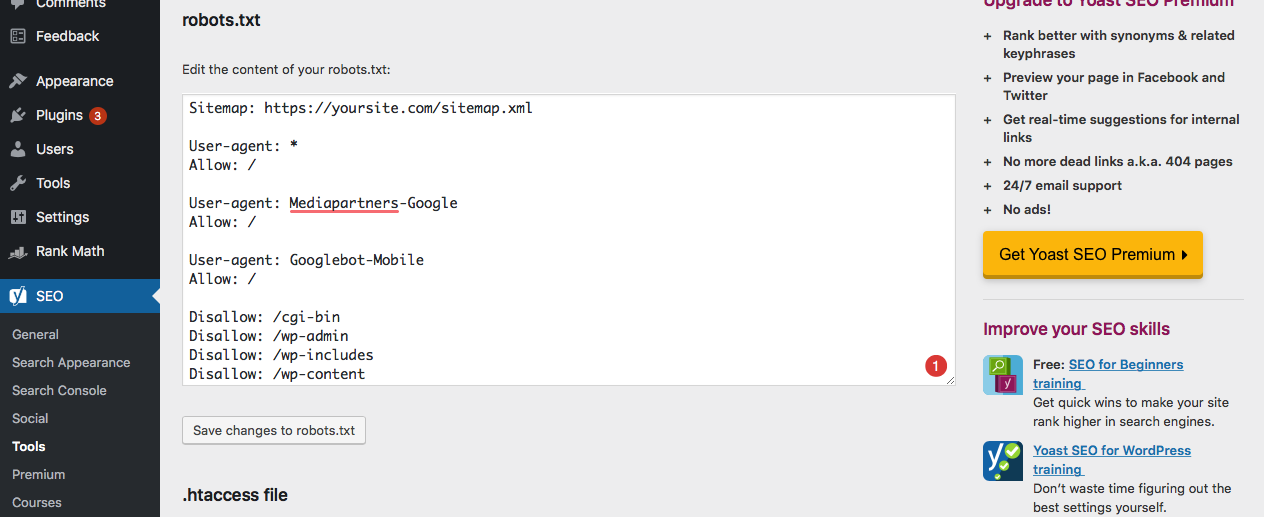 Comments
Feedback
Appearance
Plugins 3
Users
Tools
Settings
Rank Math
SEO
General
Search Appearance
Search Console
Social
Tools
Premium
Courses
robots.txt
Edit the content of your robots.txt:
Sitemap: https://yoursite.com/sitemap.xml
User-agent: *
Allow: /
User-agent: Mediapartners-Google
Allow: /
User-agent: Googlebot-Mobile
Allow: /
Disallow: /cgi-bin
Disallow: /wp-admin
Disallow: /wp-includes
Disallow: /wp-content
1
Save changes to robots.txt
.htaccess file
Upgrade to Yoast SEO Premium
+ Rank better with synonyms & related
keyphrases
+ Preview your page in Facebook and
Twitter
+ Get real-time suggestions for internal
links
+ No more dead links a.k.a. 404 pages
+ 24/7 email support
+ No ads!
Get Yoast SEO Premium
Improve your SEO skills
Free: SEO for Beginners
training
Get quick wins to make your site
rank higher in search engines.
Yoast SEO for WordPress
training
Don't waste time figuring out the
best settings yourself.